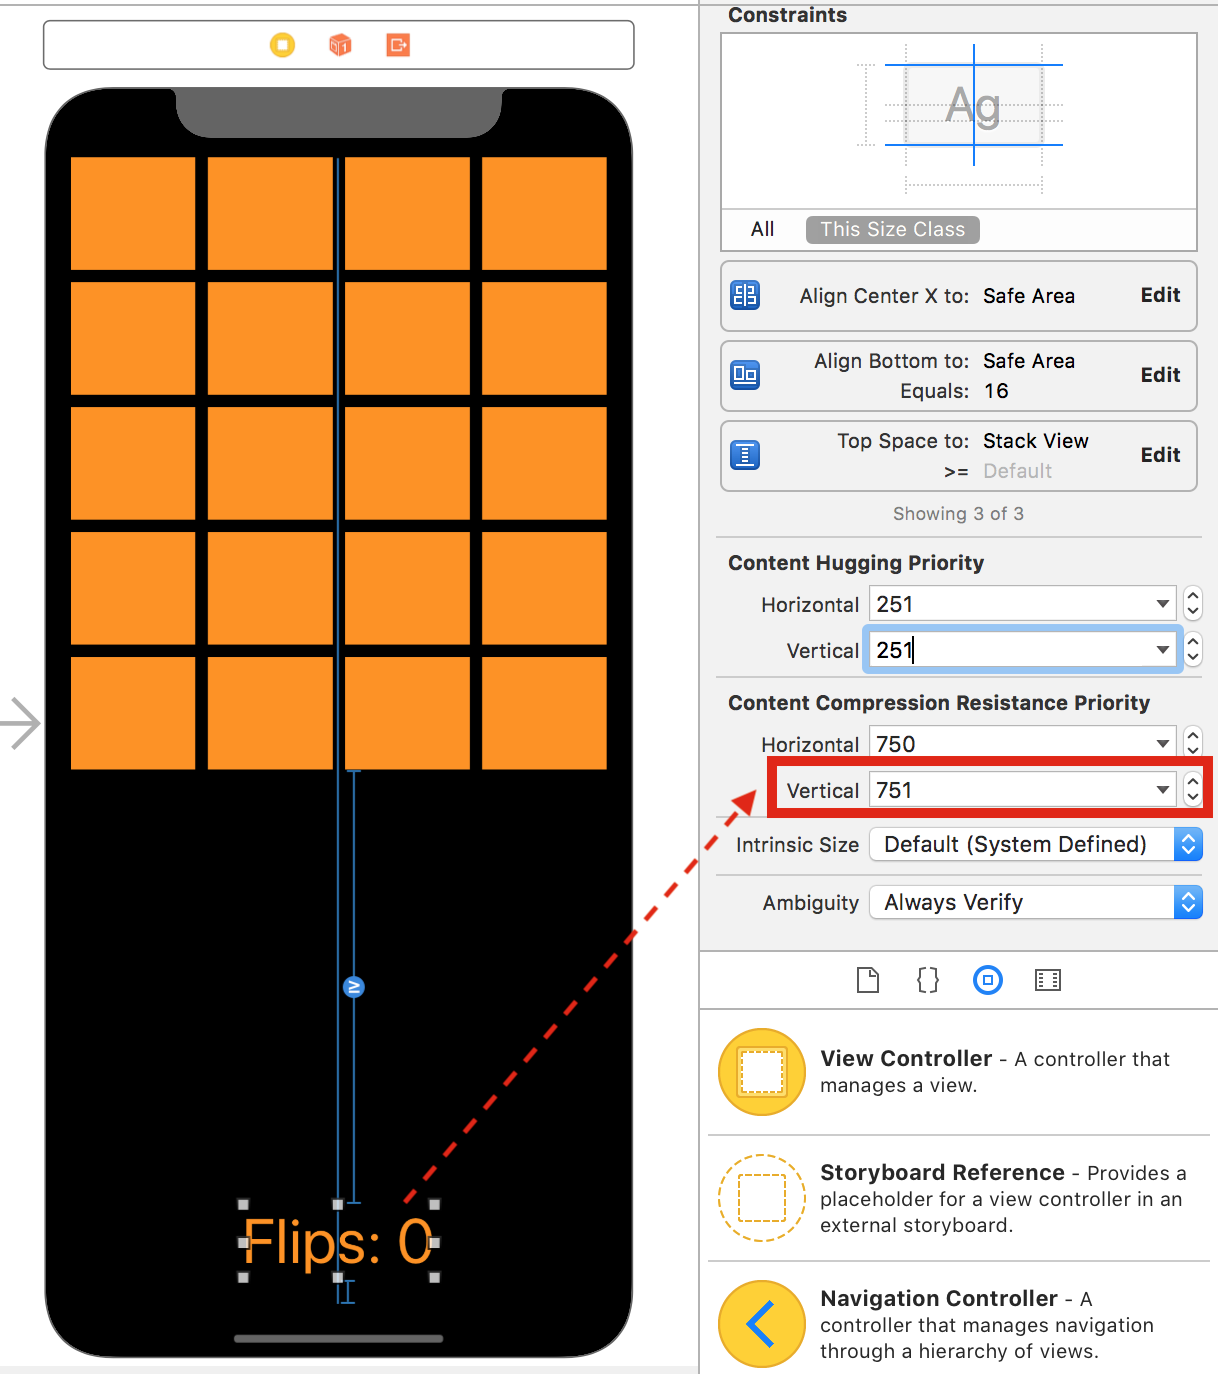 Constraints
Ag
All This Size Class
Align Center X to: Safe Area Edit
Align Bottom to: Safe Area
Equals: 16
Edit
Top Space to: Stack View
>= Default
Edit
Showing 3 of 3
Content Hugging Priority
Horizontal 251
Vertical 251
Content Compression Resistance Priority
Horizontal 750
Vertical 751
Intrinsic Size Default (System Defined)
Ambiguity Always Verify
{}
View Controller - A controller that
manages a view.
Storyboard Reference - Provides a
placeholder for a view controller in an
external storyboard.
Navigation Controller - A
controller that manages navigation
through a hierarchy of views.
1
≥
Flips: 0